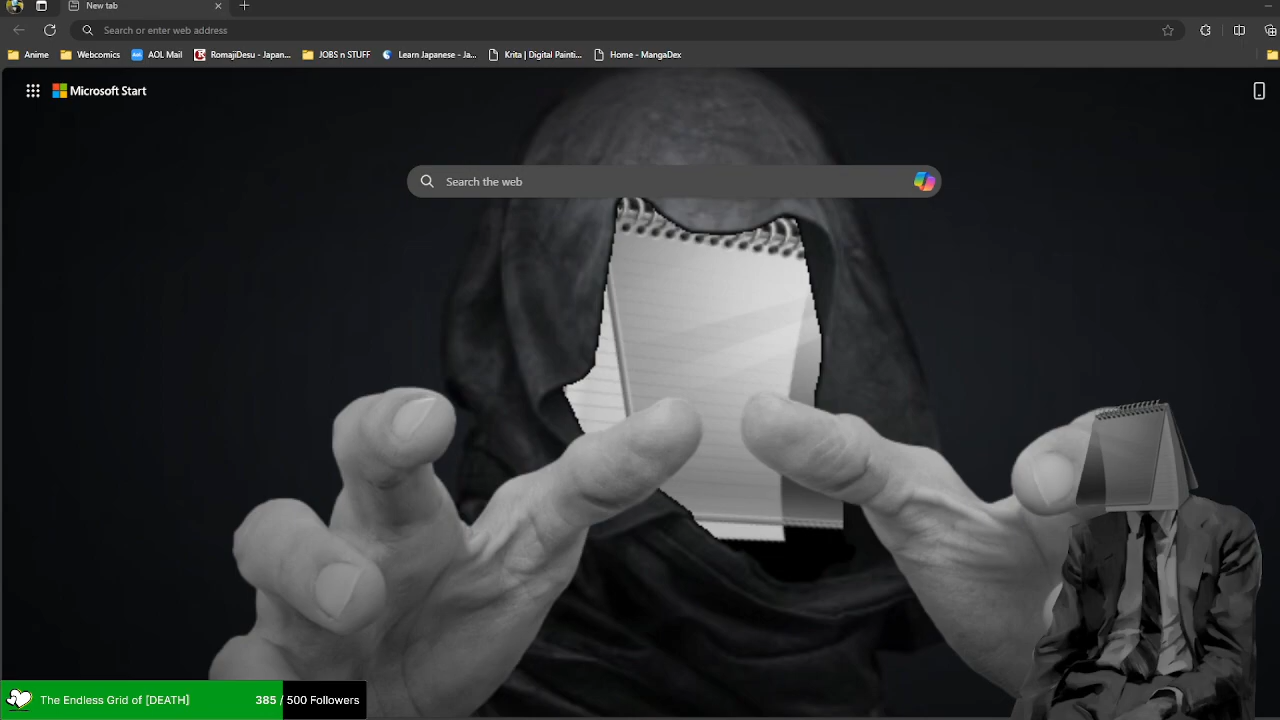 New tab
Search or enter web address
Anime
Webcomics
AOL Mail
RomajiDesu - Japan...
JOBS n STUFF
Learn Japanese - Ja...
Krita | Digital Painti...
Home - MangaDex
Microsoft Start
Search the web
The Endless Grid of [DEATH] 385 / 500 Followers